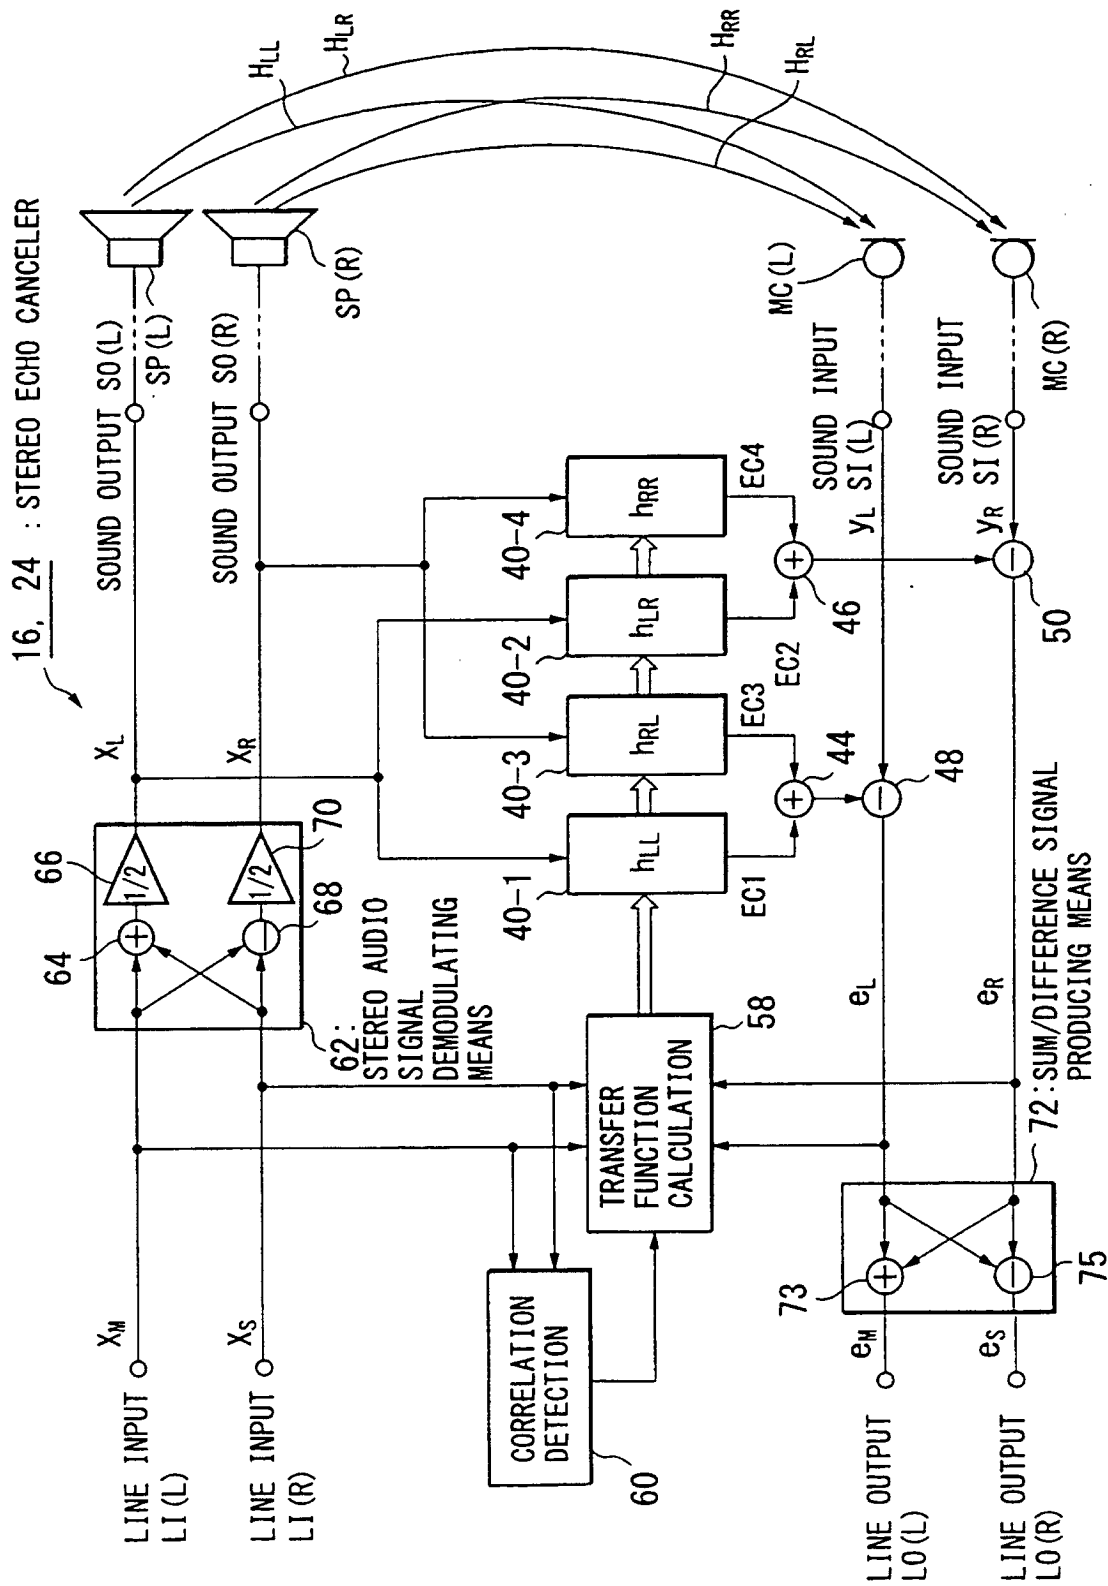 16, 24 : STEREO ECHO CANCELER
LINE INPUT
LI(L)
XM
LINE INPUT
LI(R)
XS
64
66
1/2
1/2
68
70
62:
STEREO AUDIO
SIGNAL
DEMODULATING
MEANS
XL
XR
SOUND OUTPUT SO(L)
SOUND OUTPUT SO(R)
SP(L)
SP(R)
HLL
HLR
HRR
HRL
CORRELATION
DETECTION
60
TRANSFER
FUNCTION
CALCULATION
58
40-1
hLL
40-3
hRL
40-2
hLR
40-4
hRR
EC1
EC3
EC2
EC4
44
46
48
50
SOUND INPUT
SI(L)
yL
SOUND INPUT
SI(R)
yR
MC(L)
MC(R)
eL
eR
72:SUM/DIFFERENCE SIGNAL
PRODUCING MEANS
73
75
eM
eS
LINE OUTPUT
LO(L)
LINE OUTPUT
LO(R)